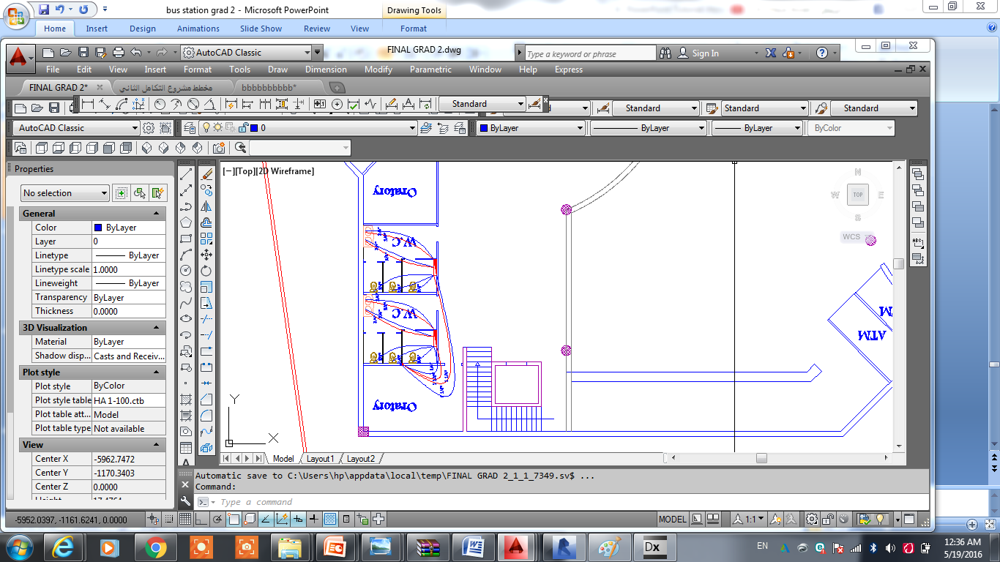 bus station grad 2 - Microsoft PowerPoint
Drawing Tools
Home Insert Design Animations Slide Show Review View Format
AutoCAD Classic
FINAL GRAD 2.dwg
Type a keyword or phrase
Sign In
File Edit View Insert Format Tools Draw Dimension Modify Parametric Window Help Express
FINAL GRAD 2*
مخطط مشروع التكامل الثاني
bbbbbbbbbbb*
Standard
Standard
Standard
Standard
AutoCAD Classic
0
ByLayer
ByLayer
ByLayer
ByColor
Properties
No selection
General
Color ByLayer
Layer 0
Linetype ByLayer
Linetype scale 1.0000
Lineweight ByLayer
Transparency ByLayer
Thickness 0.0000
3D Visualization
Material ByLayer
Shadow disp... Casts and Receiv...
Plot style
Plot style ByColor
Plot style table HA 1-100.ctb
Plot table att... Model
Plot table type Not available
View
Center X -5962.7472
Center Y -1170.3403
Center Z 0.0000
Height 17.4764
[−][Top][2D Wireframe]
Oratory
W.C
W.C
Oratory
ATM
N
W TOP E
S
WCS
Y
X
Model Layout1 Layout2
Automatic save to C:\Users\hp\appdata\local\temp\FINAL GRAD 2_1_1_7349.sv$ ...
Command:
Type a command
-5952.0397, -1161.6241, 0.0000
MODEL
1:1
EN
12:36 AM
5/19/2016
Dx